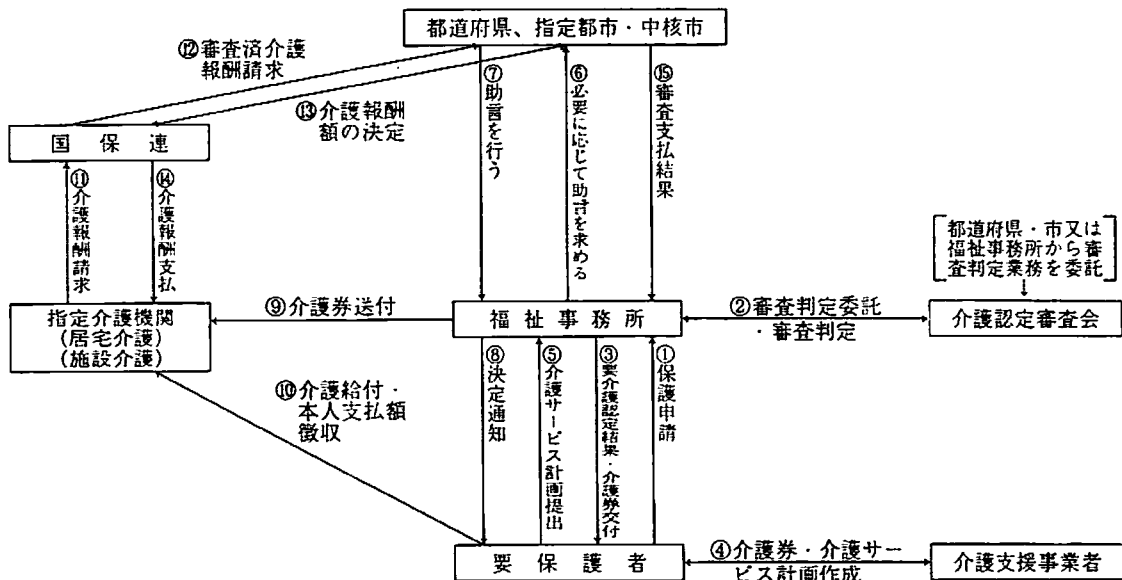 都道府県、指定都市・中核市
⑫審査済介護
報酬請求
⑬介護報酬
額の決定
⑦助言を行う
⑥必要に応じて助言を求める
⑮審査支払結果
国保連
⑪介護報酬請求
⑭介護報酬支払
都道府県・市又は
福祉事務所から審
査判定業務を委託
指定介護機関
(居宅介護)
(施設介護)
⑨介護券送付
福祉事務所
②審査判定委託
・審査判定
介護認定審査会
⑩介護給付・
本人支払額
徴収
⑧決定通知
⑤介護サービス計画提出
③要介護認定結果・介護券交付
①保護申請
要保護者
④介護券・介護サー
ビス計画作成
介護支援事業者